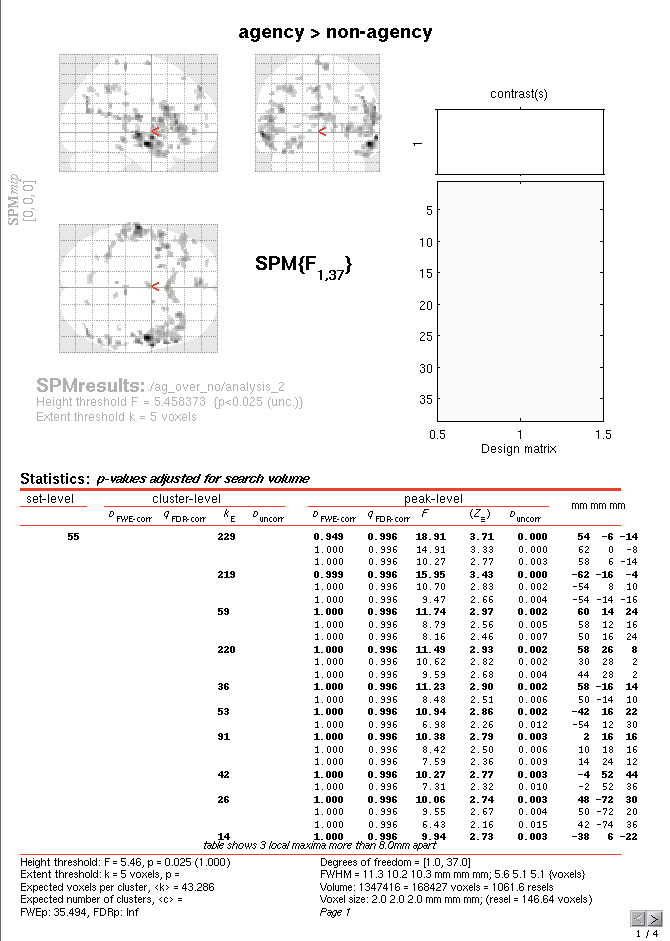 agency > non-agency
contrast(s)
1
SPMmip
[0, 0, 0]
<
<
<
SPM{F1,37}
5
10
15
20
25
30
35
0.5 1 1.5
Design matrix
SPMresults: ./ag_over_no/analysis_2
Height threshold F = 5.458373 {p<0.025 (unc.)}
Extent threshold k = 5 voxels
Statistics: p-values adjusted for search volume
set-level cluster-level peak-level mm mm mm
p FWE-corr q FDR-corr kE p uncorr p FWE-corr q FDR-corr F (Z≡) p uncorr
55 229 0.949 0.996 18.91 3.71 0.000 54 -6 -14
1.000 0.996 14.91 3.33 0.000 62 0 -8
1.000 0.996 10.27 2.77 0.003 58 6 -14
219 0.999 0.996 15.95 3.43 0.000 -62 -16 -4
1.000 0.996 10.70 2.83 0.002 -54 8 10
1.000 0.996 9.47 2.66 0.004 -54 -14 -16
59 1.000 0.996 11.74 2.97 0.002 60 14 24
1.000 0.996 8.79 2.56 0.005 58 12 16
1.000 0.996 8.16 2.46 0.007 50 16 24
220 1.000 0.996 11.49 2.93 0.002 58 26 8
1.000 0.996 10.62 2.82 0.002 30 28 2
1.000 0.996 9.59 2.68 0.004 44 28 2
36 1.000 0.996 11.23 2.90 0.002 58 -16 14
1.000 0.996 8.48 2.51 0.006 50 -14 10
53 1.000 0.996 10.94 2.86 0.002 -42 16 22
1.000 0.996 6.98 2.26 0.012 -54 12 30
91 1.000 0.996 10.38 2.79 0.003 2 16 16
1.000 0.996 8.42 2.50 0.006 10 18 16
1.000 0.996 7.59 2.36 0.009 14 24 12
42 1.000 0.996 10.27 2.77 0.003 -4 52 44
1.000 0.996 7.31 2.32 0.010 -2 52 36
26 1.000 0.996 10.06 2.74 0.003 48 -72 30
1.000 0.996 9.55 2.67 0.004 50 -72 20
1.000 0.996 6.43 2.16 0.015 42 -74 36
14 1.000 0.996 9.94 2.73 0.003 -38 6 -22
table shows 3 local maxima more than 8.0mm apart
Height threshold: F = 5.46, p = 0.025 (1.000)
Extent threshold: k = 5 voxels, p =
Expected voxels per cluster, <k> = 43.286
Expected number of clusters, <c> =
FWEp: 35.494, FDRp: Inf
Degrees of freedom = [1.0, 37.0]
FWHM = 11.3 10.2 10.3 mm mm mm; 5.6 5.1 5.1 {voxels}
Volume: 1347416 = 168427 voxels = 1061.6 resels
Voxel size: 2.0 2.0 2.0 mm mm mm; (resel = 146.64 voxels)
Page 1
< >
1 / 4